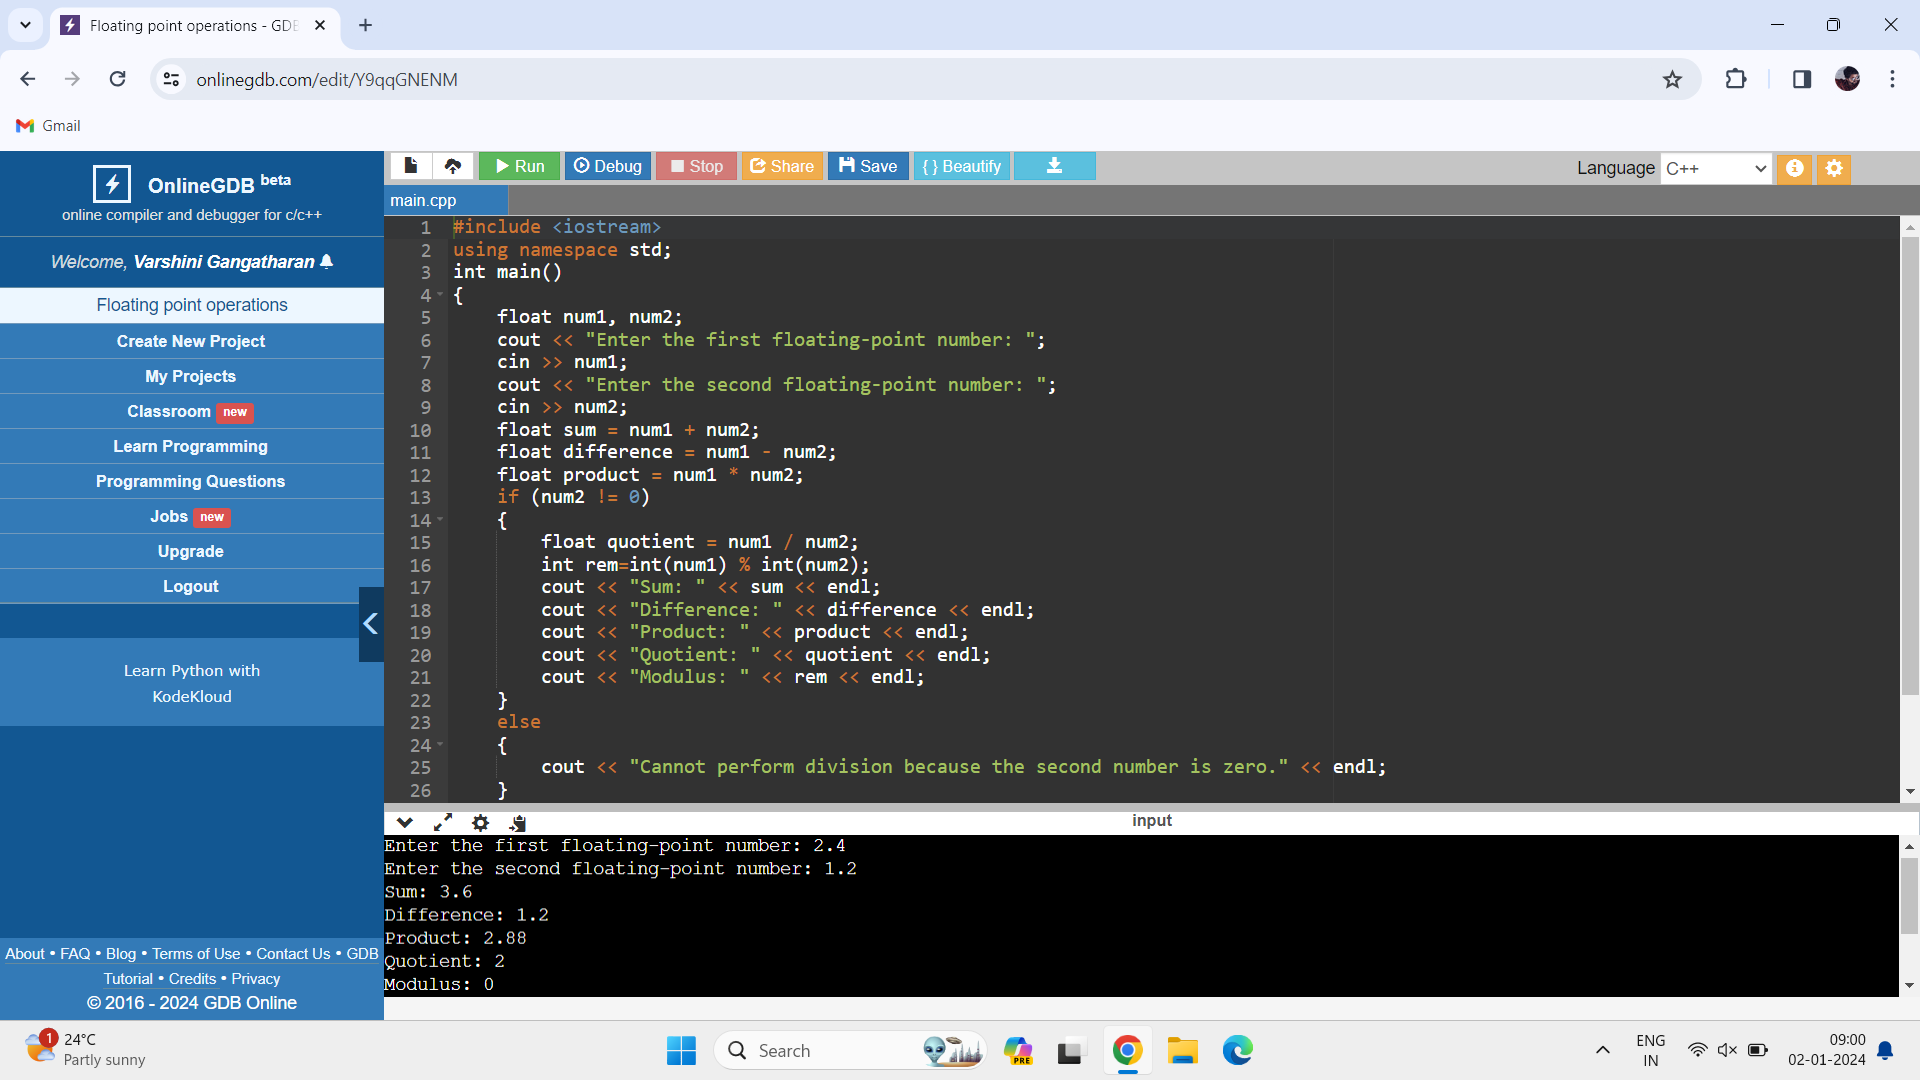 Floating point operations - GDE
onlinegdb.com/edit/Y9qqGNENM
Gmail
OnlineGDB beta
online compiler and debugger for c/c++
Welcome, Varshini Gangatharan
Floating point operations
Create New Project
My Projects
Classroom new
Learn Programming
Programming Questions
Jobs new
Upgrade
Logout
Learn Python with
KodeKloud
About • FAQ • Blog • Terms of Use • Contact Us • GDB
Tutorial • Credits • Privacy
© 2016 - 2024 GDB Online
Run Debug Stop Share Save { } Beautify
Language C++
main.cpp
1 #include <iostream>
2 using namespace std;
3 int main()
4 {
5     float num1, num2;
6     cout << "Enter the first floating-point number: ";
7     cin >> num1;
8     cout << "Enter the second floating-point number: ";
9     cin >> num2;
10     float sum = num1 + num2;
11     float difference = num1 - num2;
12     float product = num1 * num2;
13     if (num2 != 0)
14     {
15         float quotient = num1 / num2;
16         int rem=int(num1) % int(num2);
17         cout << "Sum: " << sum << endl;
18         cout << "Difference: " << difference << endl;
19         cout << "Product: " << product << endl;
20         cout << "Quotient: " << quotient << endl;
21         cout << "Modulus: " << rem << endl;
22     }
23     else
24     {
25         cout << "Cannot perform division because the second number is zero." << endl;
26     }
input
Enter the first floating-point number: 2.4
Enter the second floating-point number: 1.2
Sum: 3.6
Difference: 1.2
Product: 2.88
Quotient: 2
Modulus: 0
1
24°C
Partly sunny
Search
PRE
ENG
IN
09:00
02-01-2024